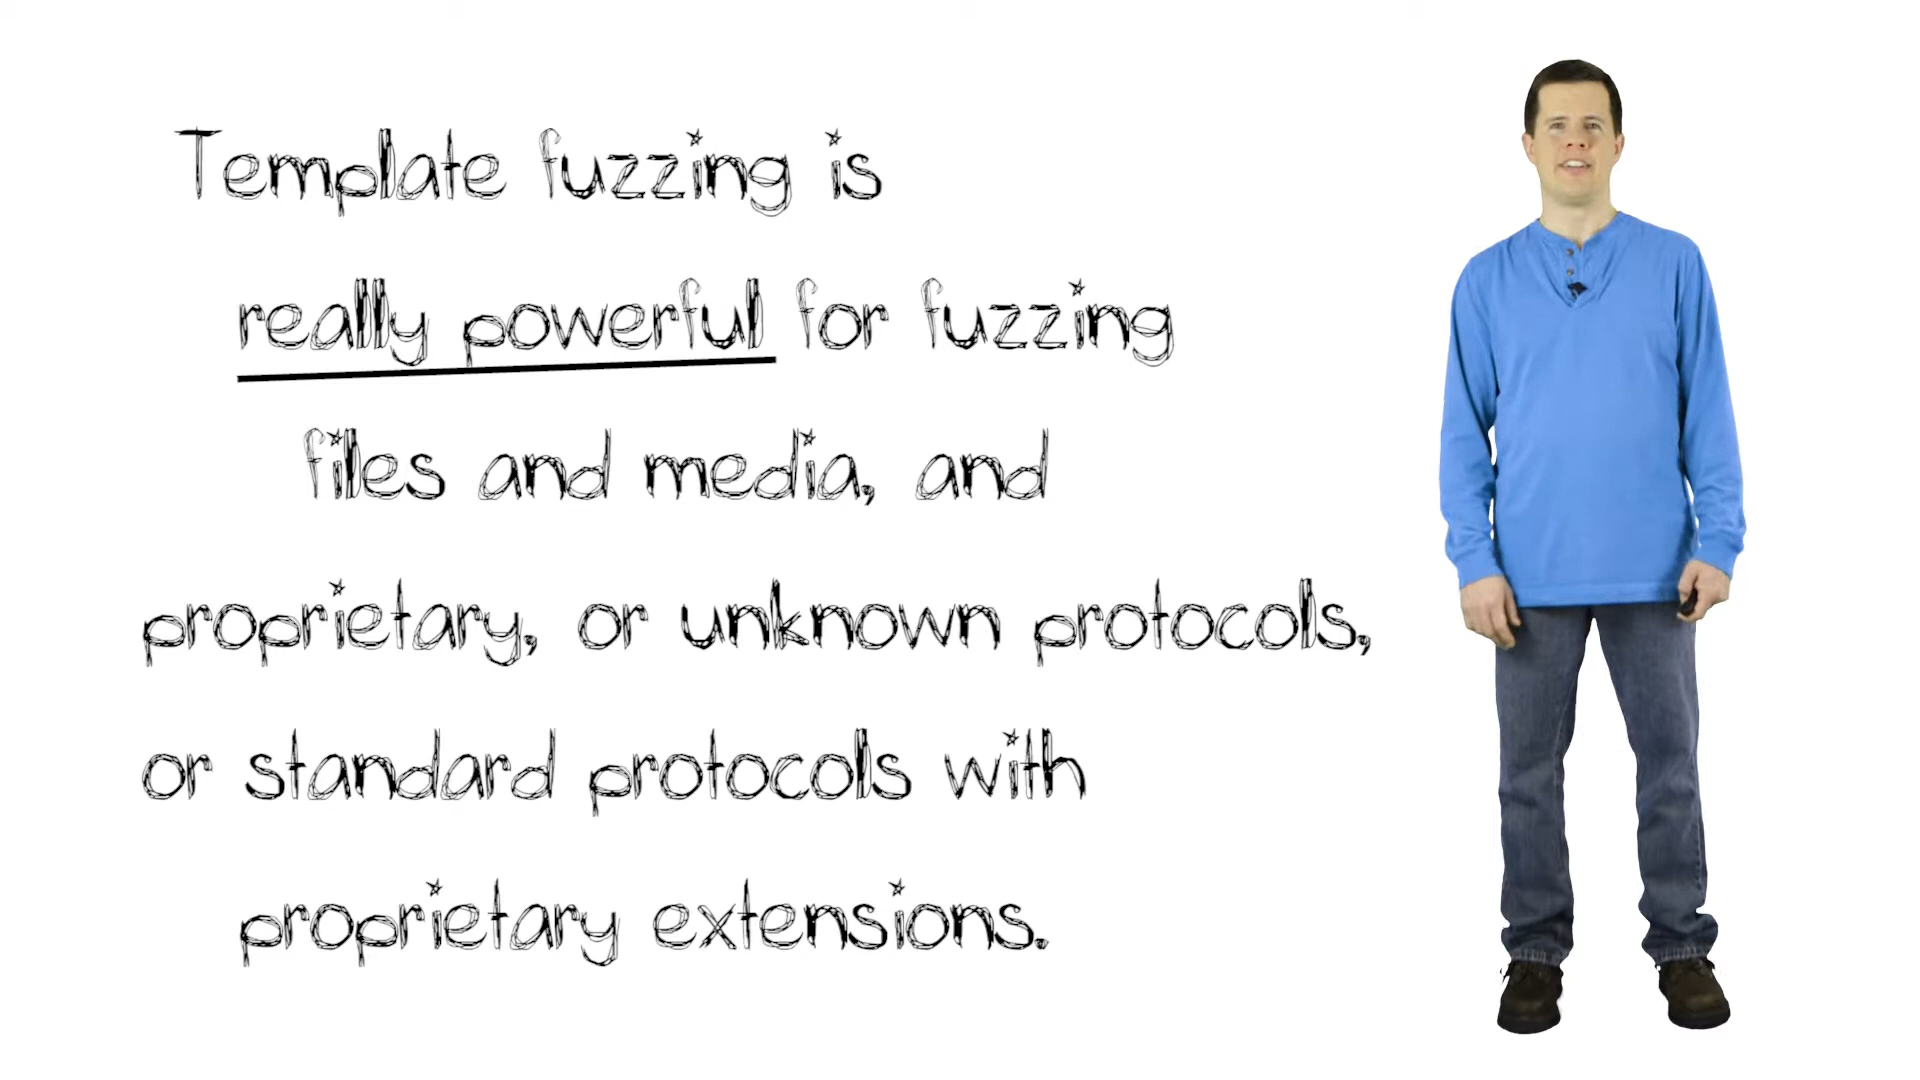 Template fuzzing is
really powerful for fuzzing
files and media, and
proprietary, or unknown protocols,
or standard protocols with
proprietary extensions.